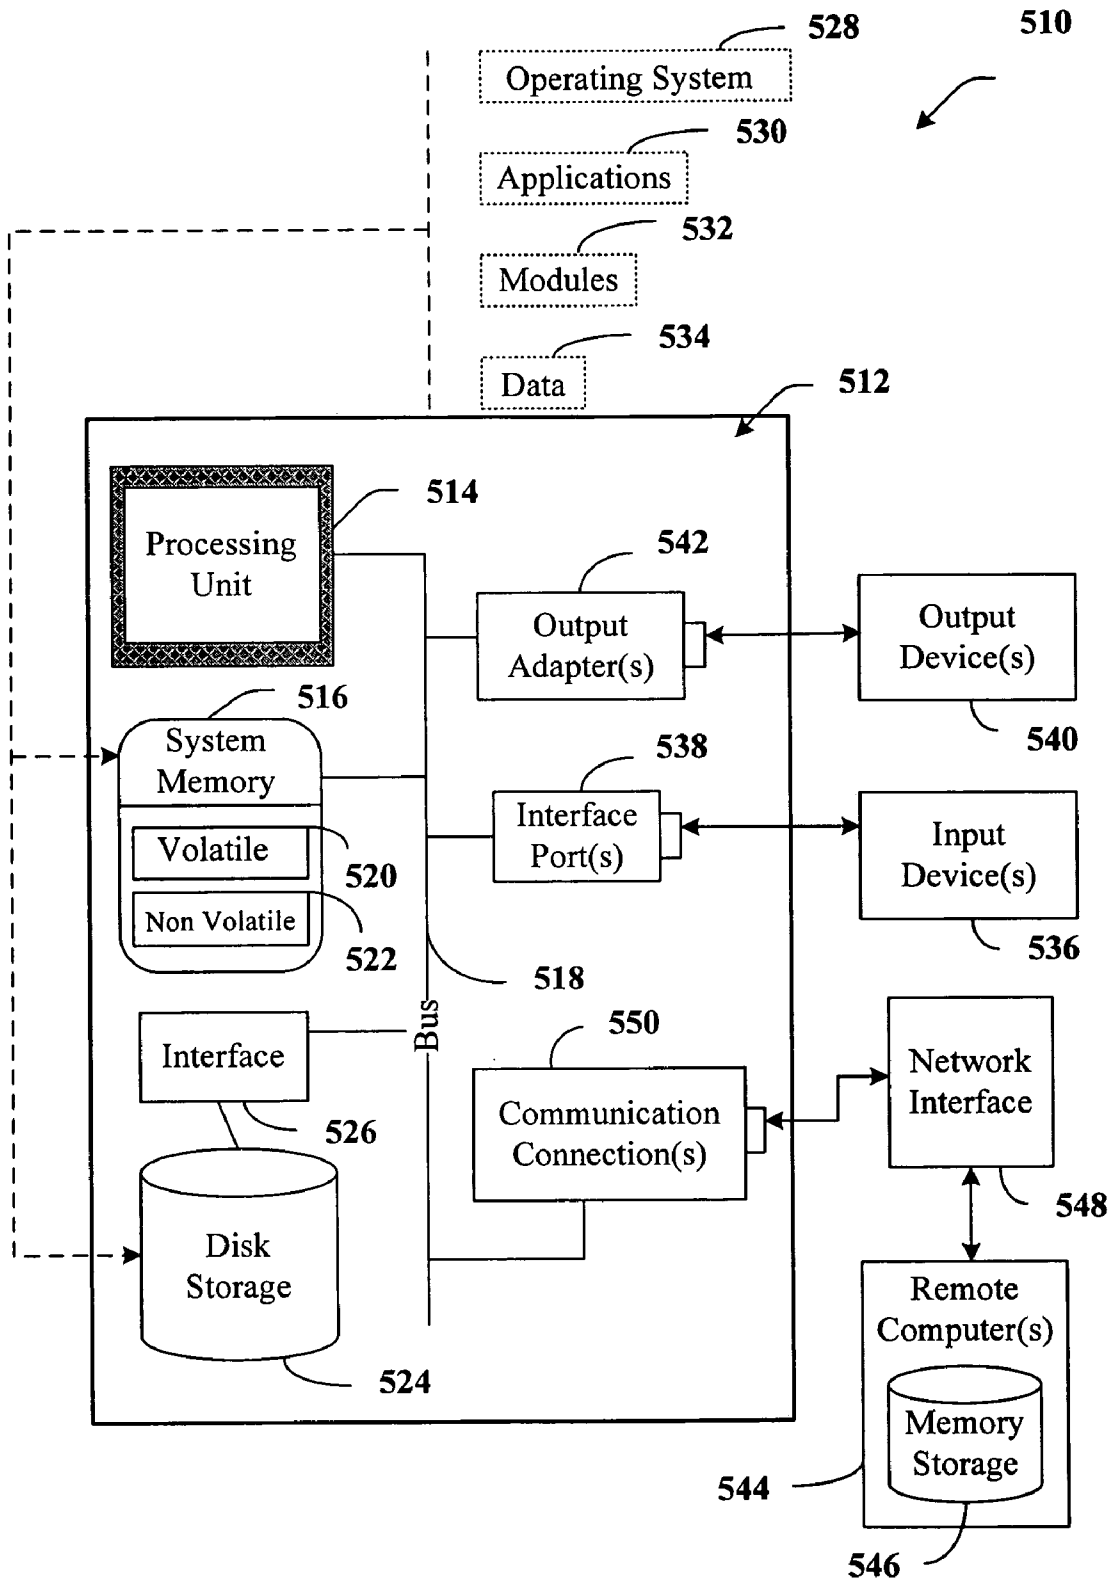 528
510
Operating System
530
Applications
532
Modules
534
Data
512
514
Processing
Unit
542
Output
Adapter(s)
Output
Device(s)
540
516
System
Memory
538
Interface
Port(s)
Input
Device(s)
536
Volatile
520
Non Volatile
522
518
Bus
550
Interface
526
Communication
Connection(s)
Network
Interface
548
Disk
Storage
524
Remote
Computer(s)
Memory
Storage
544
546